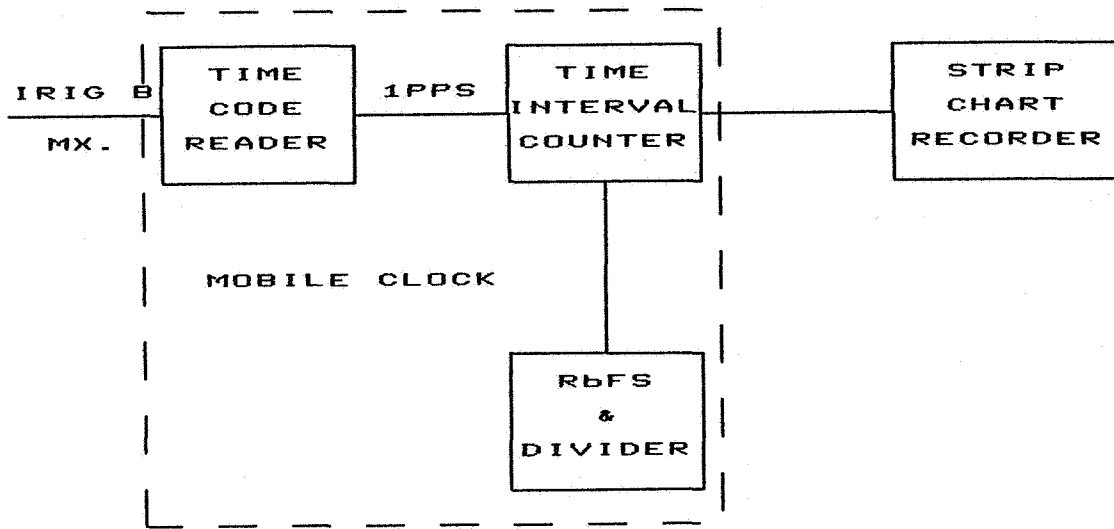 IRIG B
MX.
TIME
CODE
READER
1PPS
TIME
INTERVAL
COUNTER
STRIP
CHART
RECORDER
MOBILE CLOCK
RbFS
&
DIVIDER